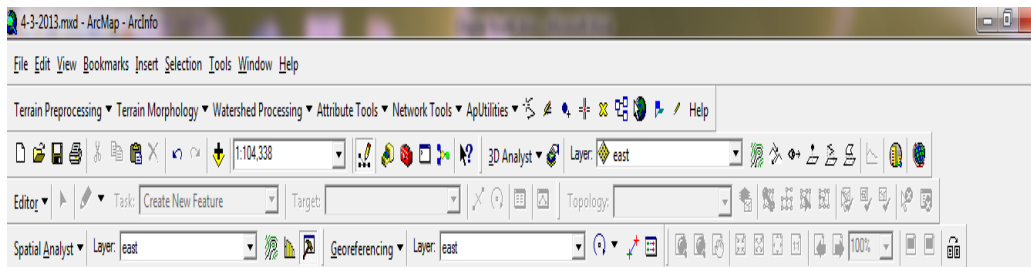 4-3-2013.mxd - ArcMap - ArcInfo
File Edit View Bookmarks Insert Selection Tools Window Help
Terrain Preprocessing Terrain Morphology Watershed Processing Attribute Tools Network Tools ApUtilities Help
1:104,338 3D Analyst Layer: east
Editor Task: Create New Feature Target: Topology:
Spatial Analyst Layer: east Georeferencing Layer: east 100%